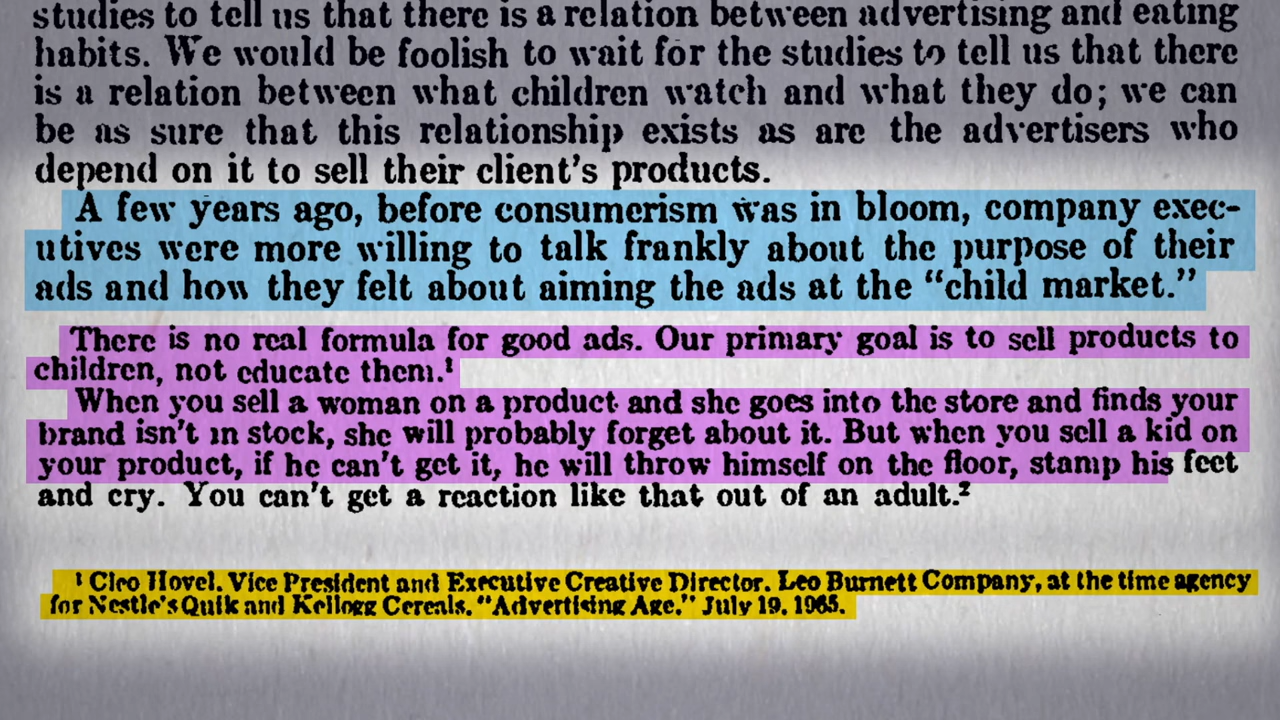 studies to tell us that there is a relation between advertising and eating
habits. We would be foolish to wait for the studies to tell us that there
is a relation between what children watch and what they do; we can
be as sure that this relationship exists as are the advertisers who
depend on it to sell their client's products.
A few years ago, before consumerism was in bloom, company exec-
utives were more willing to talk frankly about the purpose of their
ads and how they felt about aiming the ads at the “child market.”
There is no real formula for good ads. Our primary goal is to sell products to
children, not educate them.¹
When you sell a woman on a product and she goes into the store and finds your
brand isn't in stock, she will probably forget about it. But when you sell a kid on
your product, if he can't get it, he will throw himself on the floor, stamp his feet
and cry. You can't get a reaction like that out of an adult.²
¹ Cleo Hovel, Vice President and Executive Creative Director, Leo Burnett Company, at the time agency
for Nestle's Quik and Kellogg Cereals. "Advertising Age." July 19, 1965.